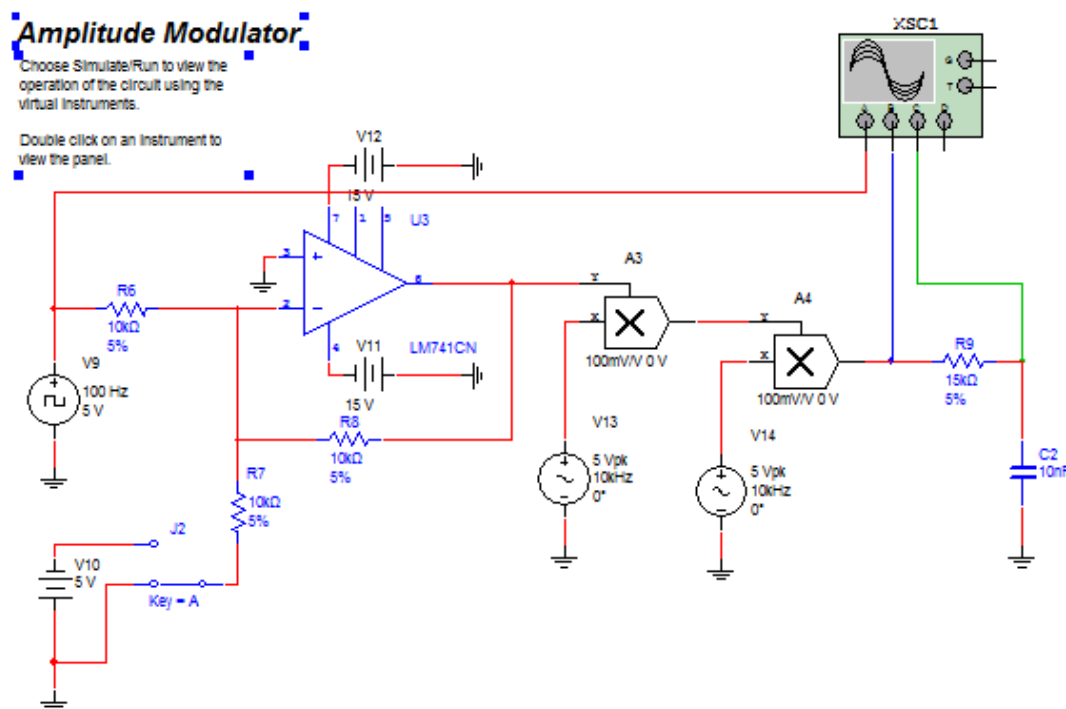 Amplitude Modulator
Choose Simulate/Run to view the
operation of the circuit using the
virtual instruments.
Double click on an instrument to
view the panel.
XSC1
G
T
A B C D
V12
15 V
7 1 5
U3
3
2
6
4
LM741CN
V11
15 V
R6
10kΩ
5%
V9
100 Hz
5 V
R8
10kΩ
5%
R7
10kΩ
5%
J2
V10
5 V
Key = A
A3
Y
X
100mV/V 0 V
A4
Y
X
100mV/V 0 V
V13
5 Vpk
10kHz
0°
V14
5 Vpk
10kHz
0°
R9
15kΩ
5%
C2
10nF